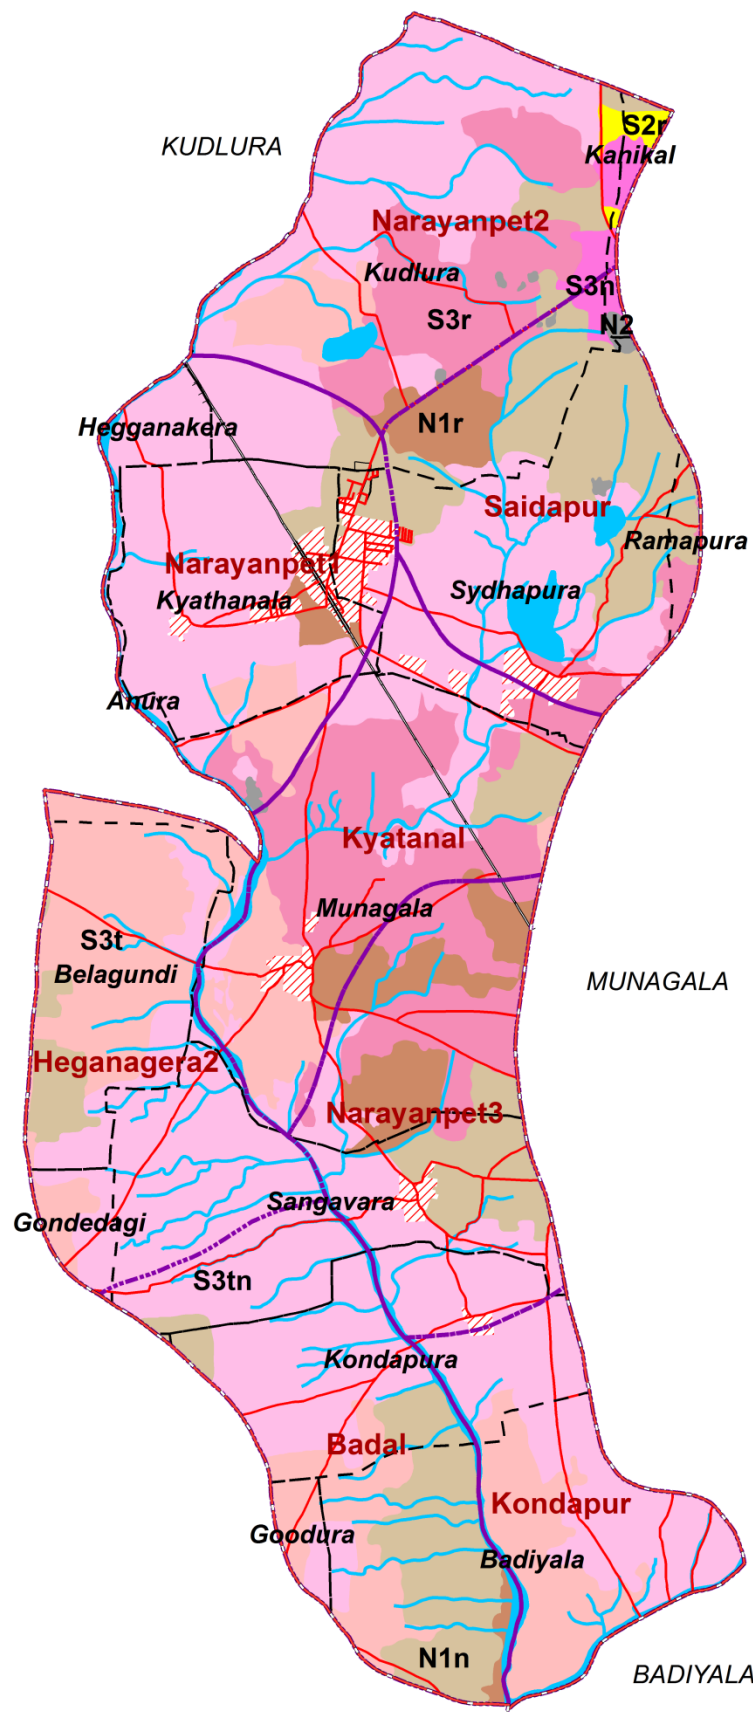 S2r
KUDLURA
Kanikal
Narayanpet2
Kudlura
S3n
S3r
N2
N1r
Hegganakera
Saidapur
Ramapura
Narayanpet1
Sydhapura
Kyathanala
Anura
Kyatanal
Munagala
S3t
Belagundi
MUNAGALA
Heganagera2
Narayanpet3
Sangavara
Gondedagi
S3tn
Kondapura
Badal
Kondapur
Goodura
Badiyala
N1n
BADIYALA